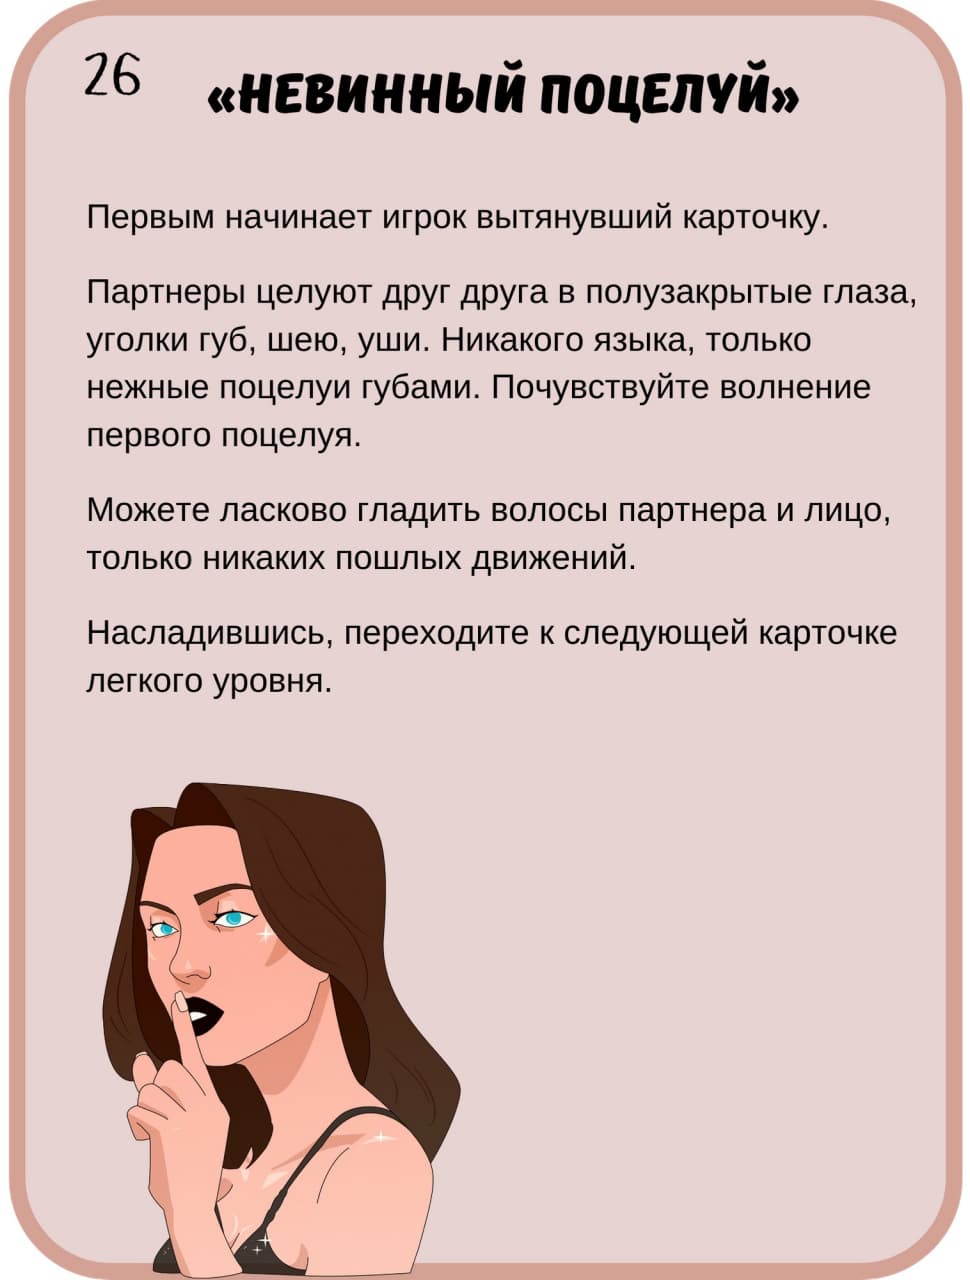 26
«НЕВИННЫЙ ПОЦЕЛУЙ»
Первым начинает игрок вытянувший карточку.
Партнеры целуют друг друга в полузакрытые глаза,
уголки губ, шею, уши. Никакого языка, только
нежные поцелуи губами. Почувствуйте волнение
первого поцелуя.
Можете ласково гладить волосы партнера и лицо,
только никаких пошлых движений.
Насладившись, переходите к следующей карточке
легкого уровня.